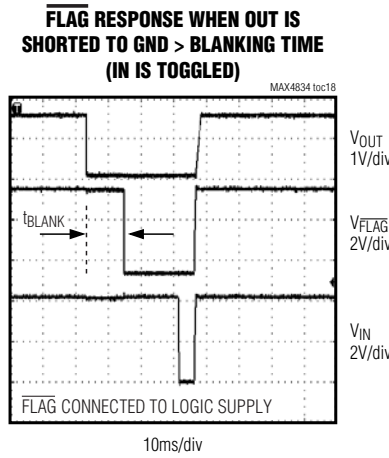 FLAG RESPONSE WHEN OUT IS
SHORTED TO GND > BLANKING TIME
(IN IS TOGGLED)
MAX4834 toc18
T
VOUT
1V/div
tBLANK
VFLAG
2V/div
VIN
2V/div
FLAG CONNECTED TO LOGIC SUPPLY
10ms/div